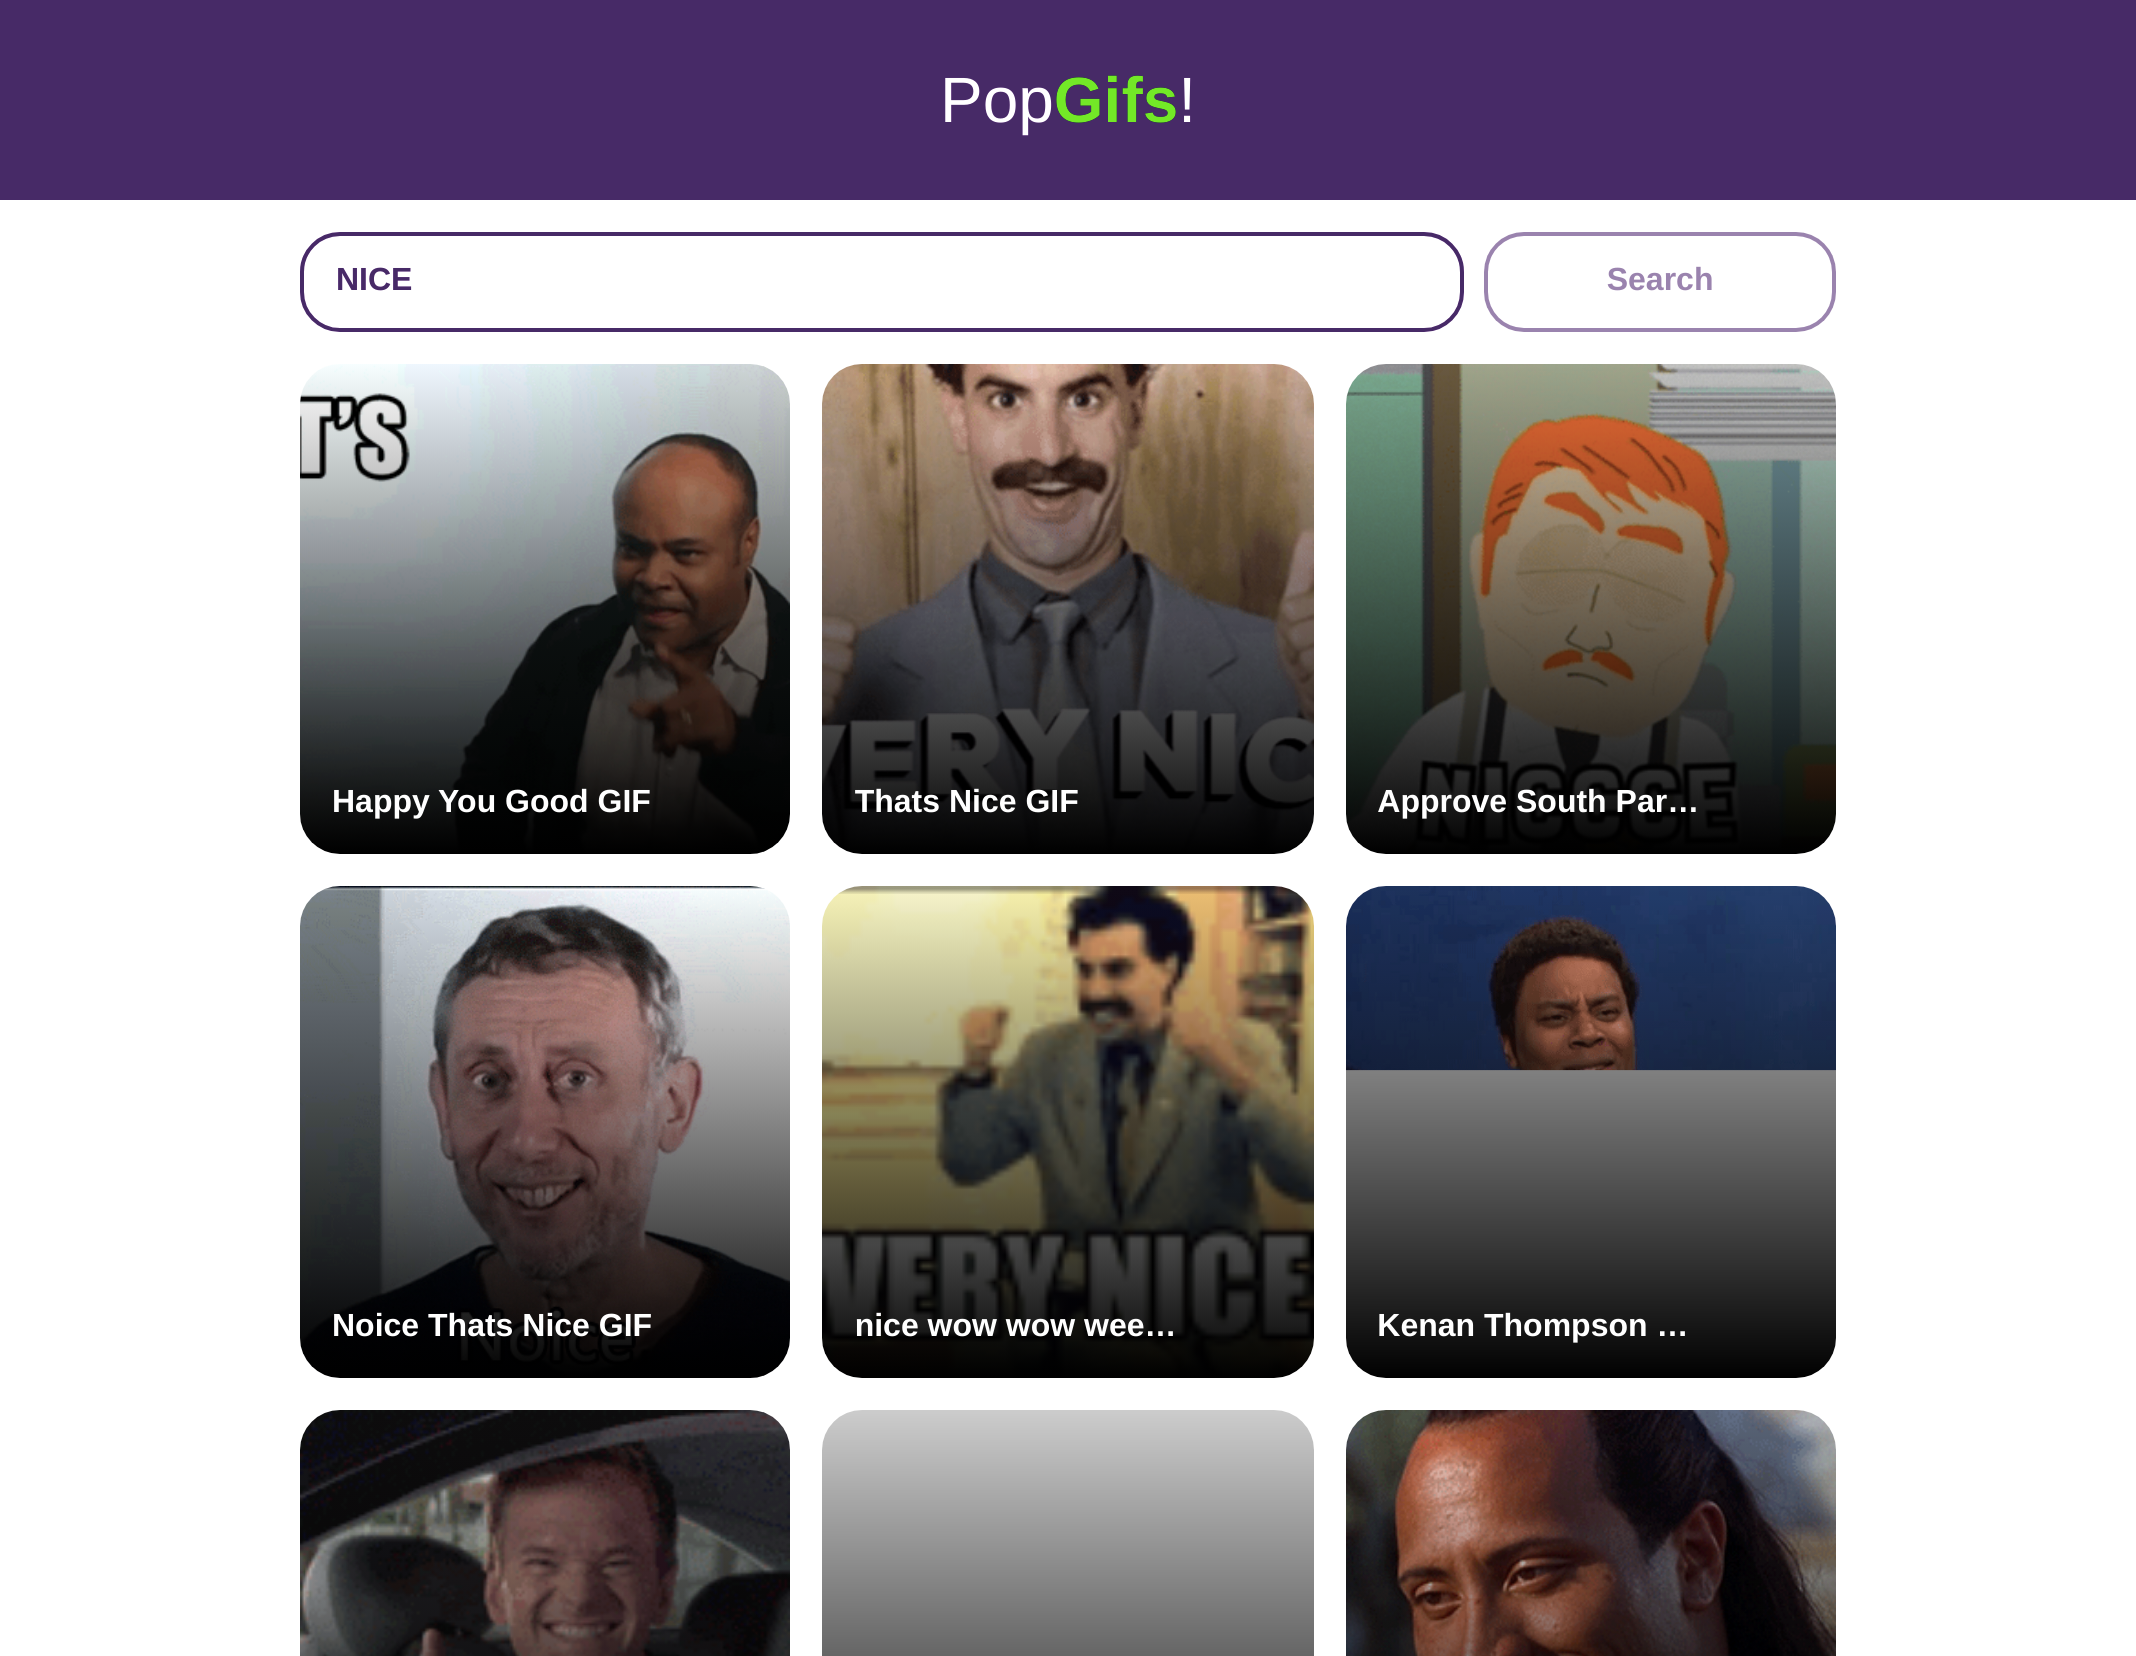 PopGifs!
NICE
Search
T'S
VERY NIC
NICCCE
Happy You Good GIF
Thats Nice GIF
Approve South Par…
Noice
VERY NICE
Noice Thats Nice GIF
nice wow wow wee…
Kenan Thompson …